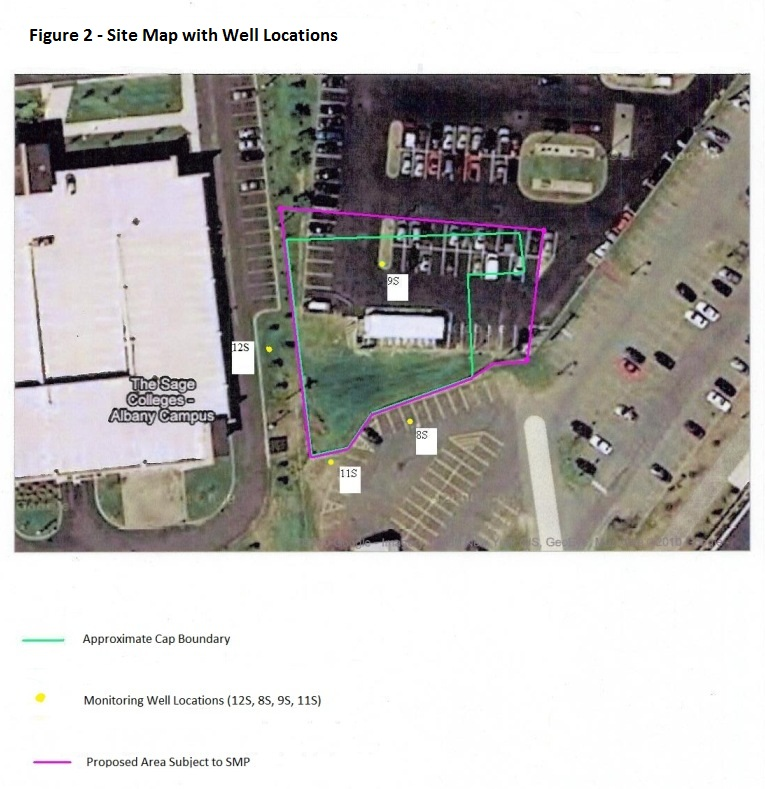 Figure 2 - Site Map with Well Locations
9S
12S
The Sage
Colleges -
Albany Campus
8S
11S
Approximate Cap Boundary
Monitoring Well Locations (12S, 8S, 9S, 11S)
Proposed Area Subject to SMP